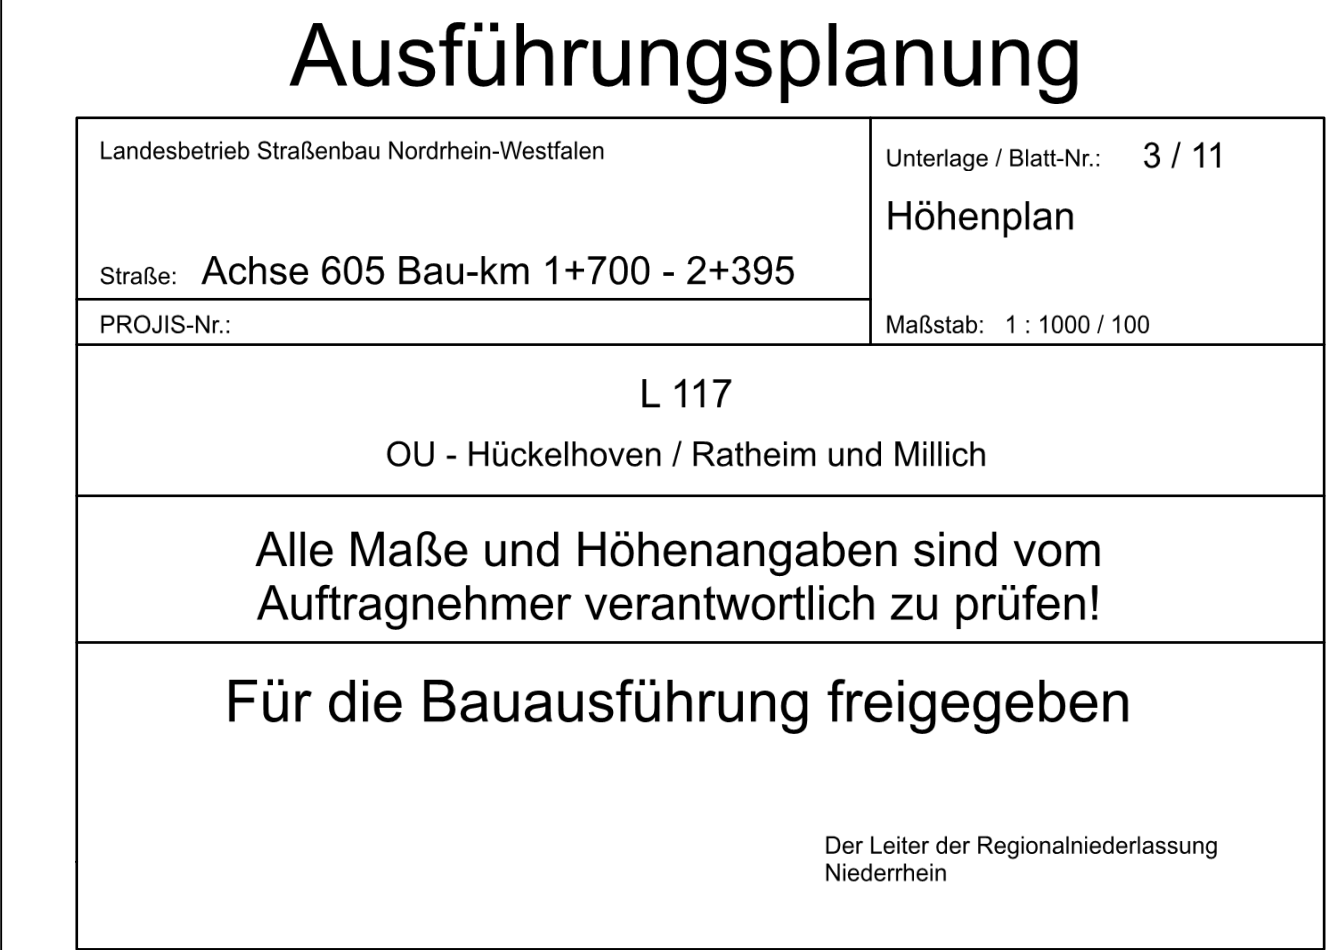 Ausführungsplanung
Landesbetrieb Straßenbau Nordrhein-Westfalen
Straße: Achse 605 Bau-km 1+700 - 2+395
PROJIS-Nr.:
Unterlage / Blatt-Nr.: 3 / 11
Höhenplan
Maßstab: 1 : 1000 / 100
L 117
OU - Hückelhoven / Ratheim und Millich
Alle Maße und Höhenangaben sind vom
Auftragnehmer verantwortlich zu prüfen!
Für die Bauausführung freigegeben
Der Leiter der Regionalniederlassung
Niederrhein